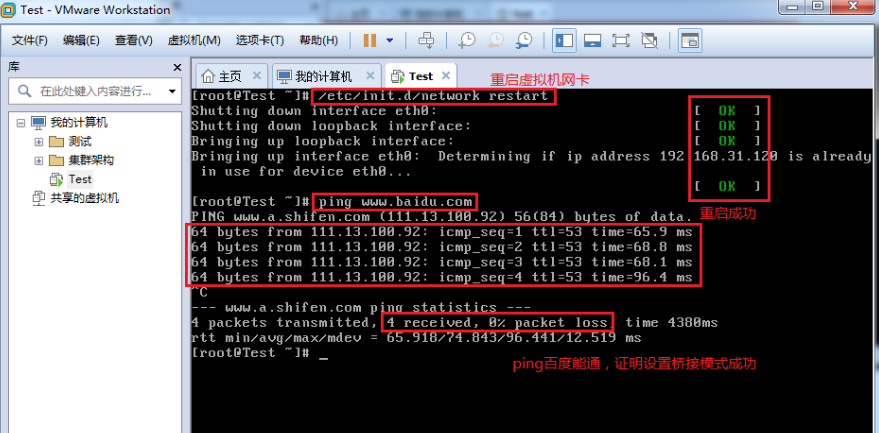 Test - VMware Workstation
文件(F) 编辑(E) 查看(V) 虚拟机(M) 选项卡(T) 帮助(H)
库
在此处键入内容进行...
我的计算机
测试
集群架构
Test
共享的虚拟机
主页 我的计算机 Test
重启虚拟机网卡
[root@Test ~]# /etc/init.d/network restart
Shutting down interface eth0: [ OK ]
Shutting down loopback interface: [ OK ]
Bringing up loopback interface: [ OK ]
Bringing up interface eth0: Determining if ip address 192.168.31.120 is already
in use for device eth0...
[ OK ]
[root@Test ~]# ping www.baidu.com
重启成功
PING www.a.shifen.com (111.13.100.92) 56(84) bytes of data.
64 bytes from 111.13.100.92: icmp_seq=1 ttl=53 time=65.9 ms
64 bytes from 111.13.100.92: icmp_seq=2 ttl=53 time=68.8 ms
64 bytes from 111.13.100.92: icmp_seq=3 ttl=53 time=68.1 ms
64 bytes from 111.13.100.92: icmp_seq=4 ttl=53 time=96.4 ms
^C
--- www.a.shifen.com ping statistics ---
4 packets transmitted, 4 received, 0% packet loss, time 4380ms
rtt min/avg/max/mdev = 65.918/74.843/96.441/12.519 ms
[root@Test ~]# _
ping百度能通，证明设置桥接模式成功